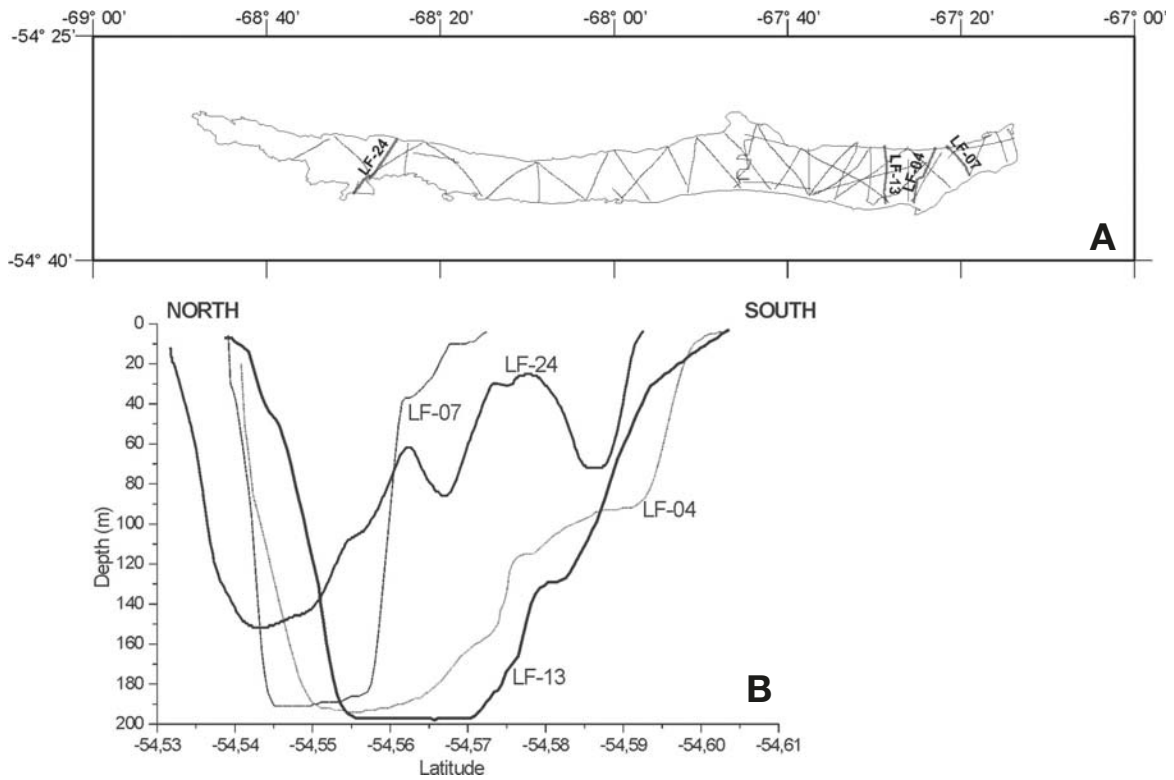 -69° 00' -68° 40' -68° 20' -68° 00' -67° 40' -67° 20' -67° 00'
-54° 25'
LF-24
LF-13
LF-04
LF-07
A
-54° 40'
NORTH
SOUTH
0
20
40
60
80
100
120
140
160
180
200
Depth (m)
LF-24
LF-07
LF-04
LF-13
B
-54,53 -54,54 -54,55 -54,56 -54,57 -54,58 -54,59 -54,60 -54,61
Latitude